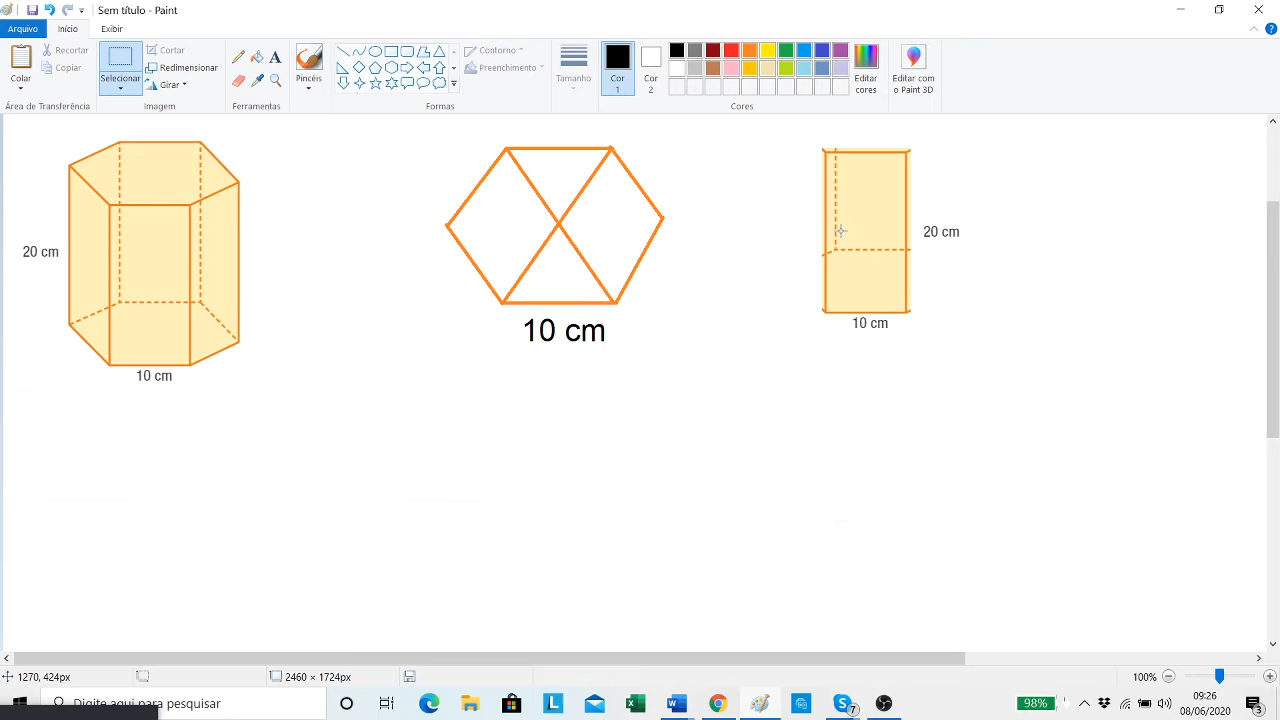 Sem título - Paint
Arquivo
Início
Exibir
Colar
Recortar
Copiar
Área de Transferência
Selecionar
Cortar
Redimensionar
Girar
Imagem
Ferramentas
Pincéis
Contorno
Preenchimento
Formas
Tamanho
Cor 1
Cor 2
Editar cores
Cores
Editar com o Paint 3D
20 cm
10 cm
10 cm
20 cm
10 cm
1270, 424px
2460 × 1724px
100%
Digite aqui para pesquisar
98%
09:26
08/06/2020
7
3